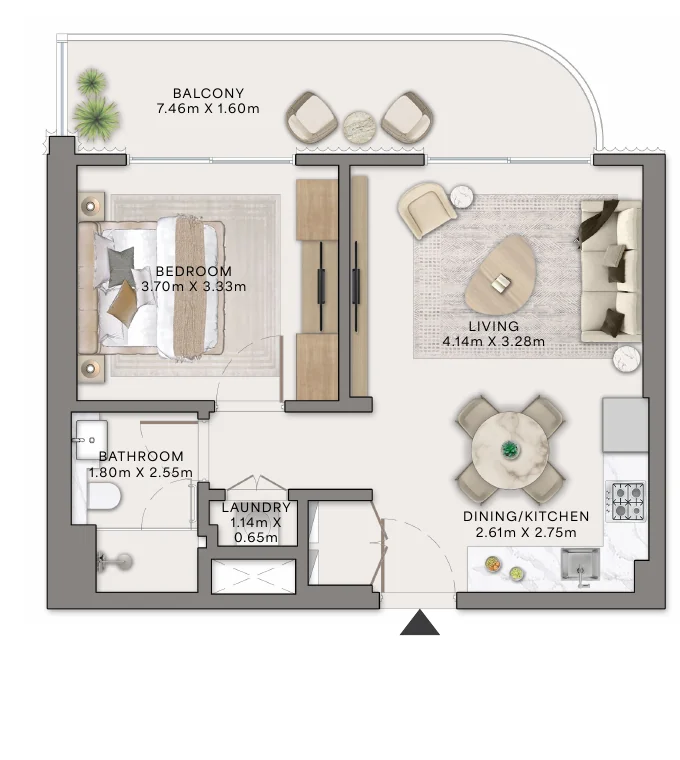 BALCONY
7.46m X 1.60m
BEDROOM
3.70m X 3.33m
LIVING
4.14m X 3.28m
BATHROOM
1.80m X 2.55m
LAUNDRY
1.14m X
0.65m
DINING/KITCHEN
2.61m X 2.75m